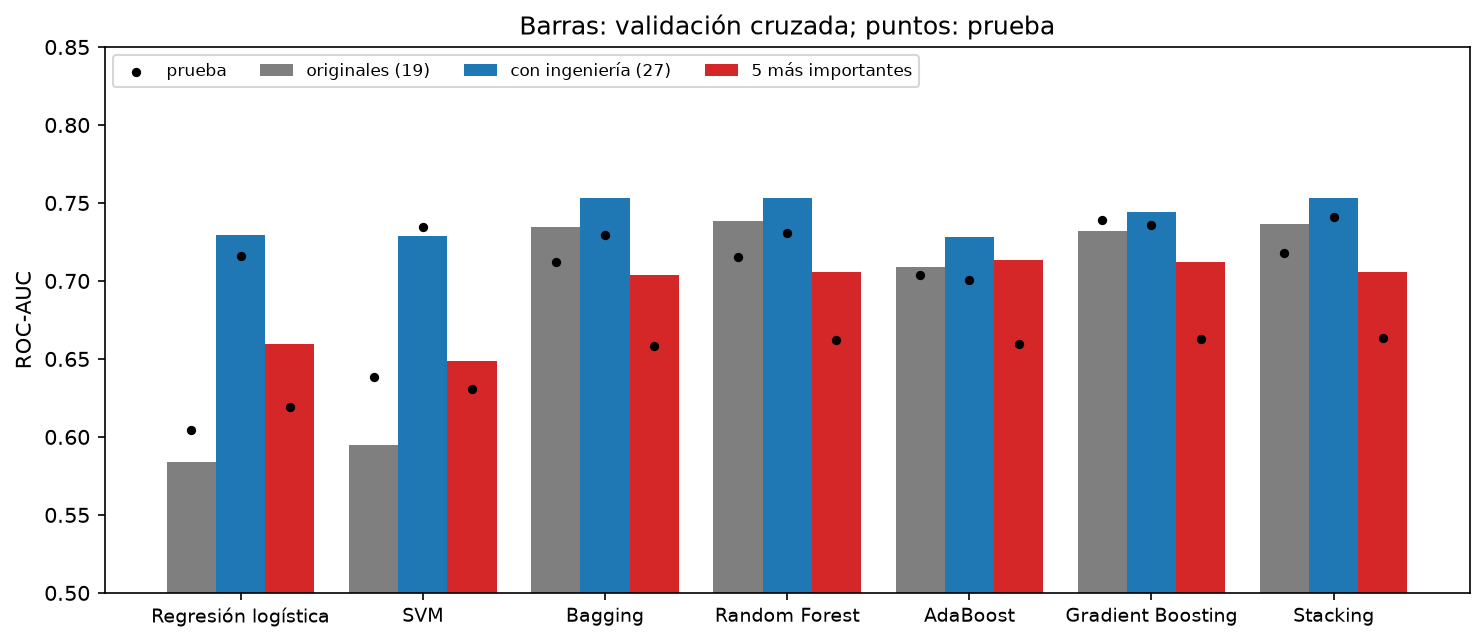 Barras: validación cruzada; puntos: prueba
prueba
originales (19)
con ingeniería (27)
5 más importantes
ROC-AUC
0.85
0.80
0.75
0.70
0.65
0.60
0.55
0.50
Regresión logística
SVM
Bagging
Random Forest
AdaBoost
Gradient Boosting
Stacking